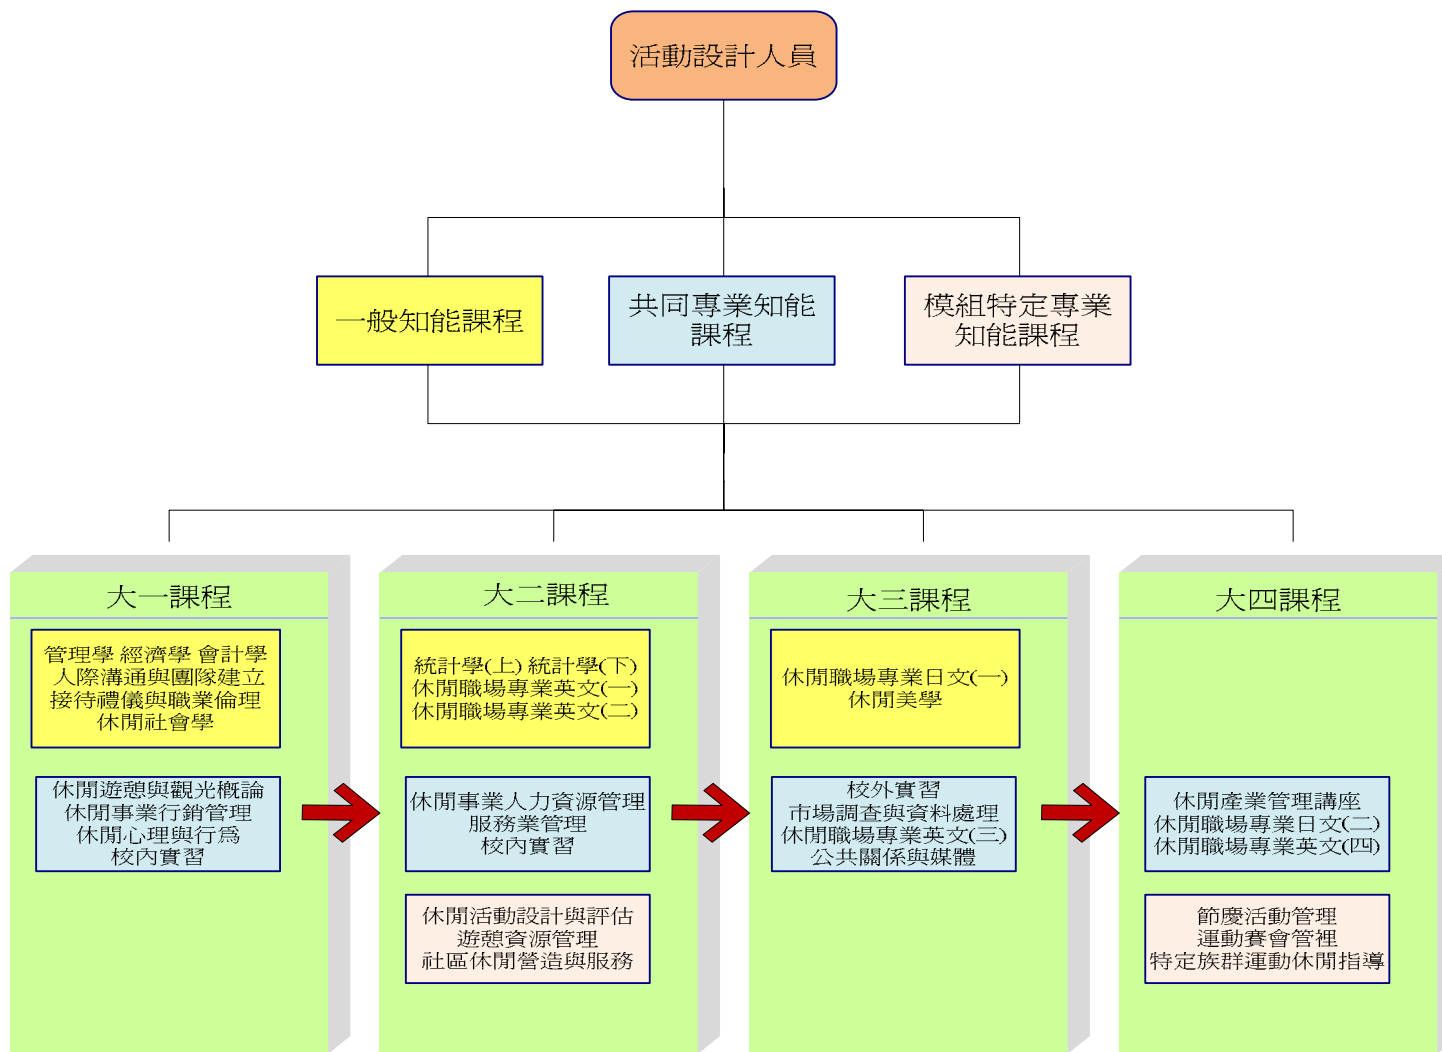 活動設計人員
一般知能課程
共同專業知能
課程
模組特定專業
知能課程
大一課程
管理學 經濟學 會計學
人際溝通與團隊建立
接待禮儀與職業倫理
休閒社會學
休閒遊憩與觀光概論
休閒事業行銷管理
休閒心理與行為
校內實習
大二課程
統計學(上) 統計學(下)
休閒職場專業英文(一)
休閒職場專業英文(二)
休閒事業人力資源管理
服務業管理
校內實習
休閒活動設計與評估
遊憩資源管理
社區休閒營造與服務
大三課程
休閒職場專業日文(一)
休閒美學
校外實習
市場調查與資料處理
休閒職場專業英文(三)
公共關係與媒體
大四課程
休閒產業管理講座
休閒職場專業日文(二)
休閒職場專業英文(四)
節慶活動管理
運動賽會管裡
特定族群運動休閒指導